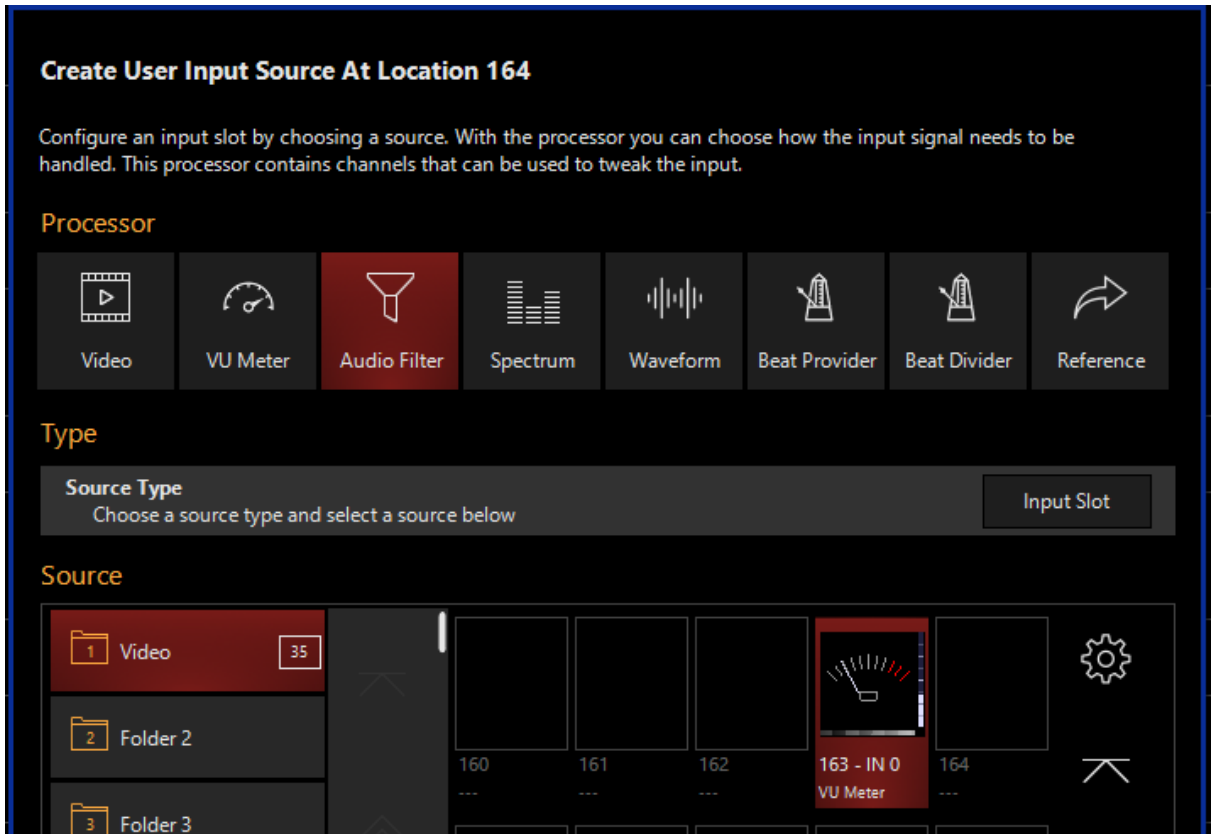 Create User Input Source At Location 164
Configure an input slot by choosing a source. With the processor you can choose how the input signal needs to be
handled. This processor contains channels that can be used to tweak the input.
Processor
Video
VU Meter
Audio Filter
Spectrum
Waveform
Beat Provider
Beat Divider
Reference
Type
Source Type
Choose a source type and select a source below
Input Slot
Source
1 Video 35
2 Folder 2
3 Folder 3
160
---
161
---
162
---
163 - IN 0
VU Meter
164
---